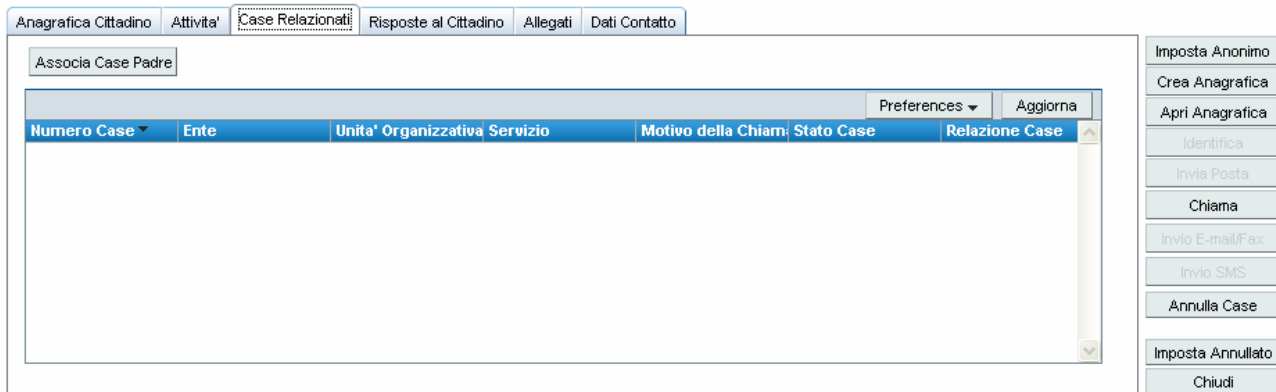 Anagrafica Cittadino Attivita' Case Relazionati Risposte al Cittadino Allegati Dati Contatto
Associa Case Padre
Preferences Aggiorna
Numero Case Ente Unita' Organizzativa Servizio Motivo della Chiam Stato Case Relazione Case
Imposta Anonimo
Crea Anagrafica
Apri Anagrafica
Identifica
Invia Posta
Chiama
Invio E-mail/Fax
Invio SMS
Annulla Case
Imposta Annullato
Chiudi